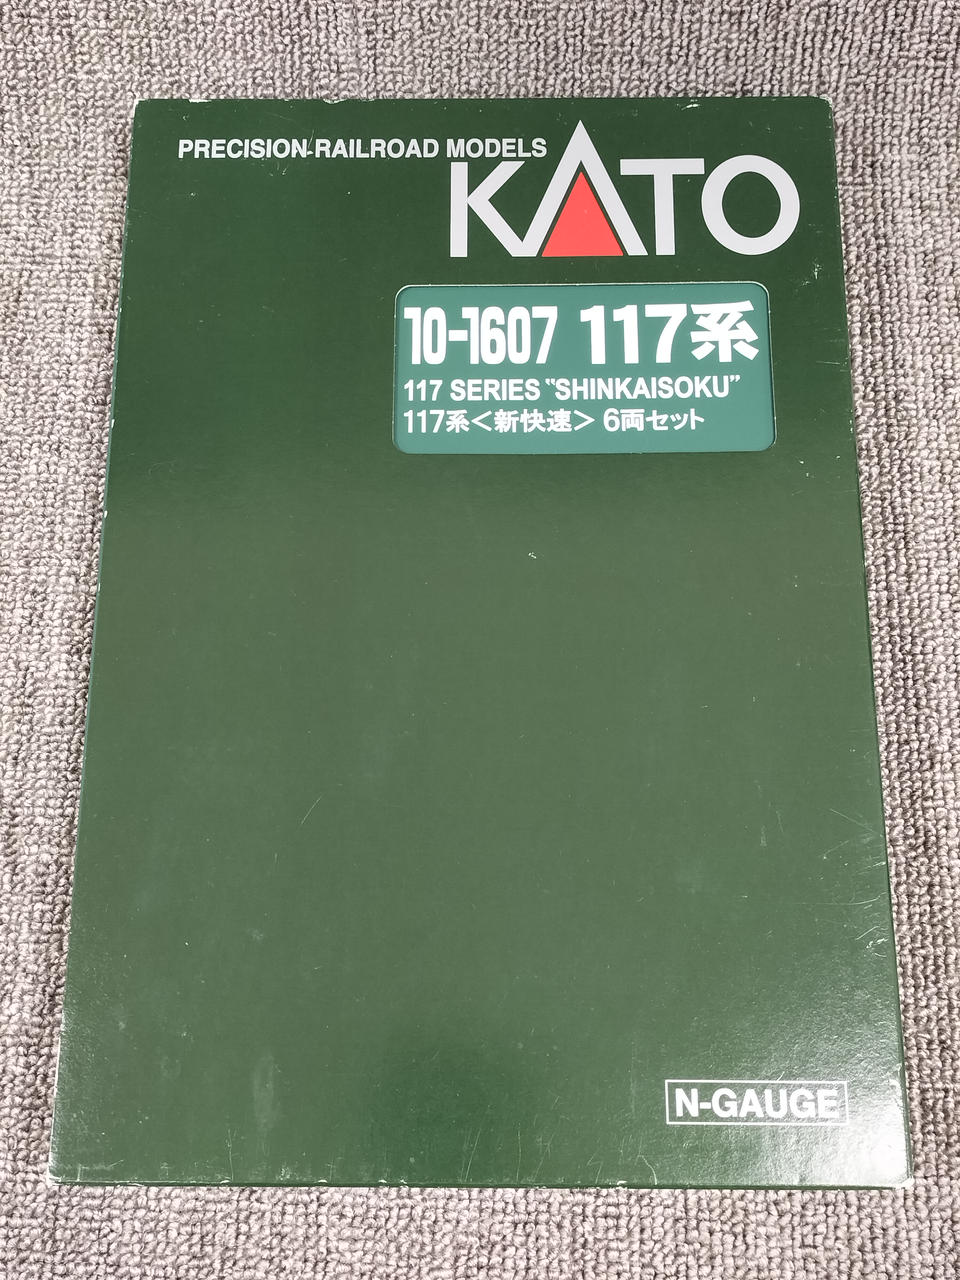 PRECISION-RAILROAD MODELS
KATO
10-1607 117系
117 SERIES “SHINKAISOKU”
117系＜新快速＞ 6両セット
N-GAUGE